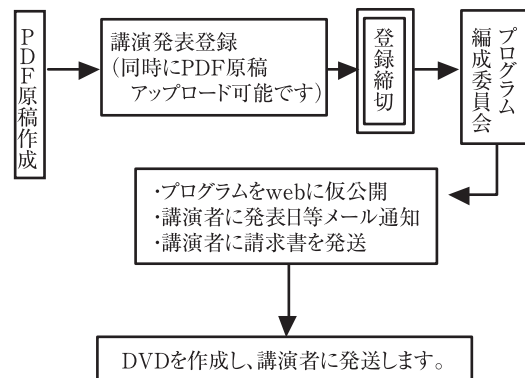 PDF原稿作成
講演発表登録
(同時にPDF原稿
アップロード可能です)
登録締切
プログラム
編成委員会
・プログラムをwebに仮公開
・講演者に発表日等メール通知
・講演者に請求書を発送
DVDを作成し、講演者に発送します。